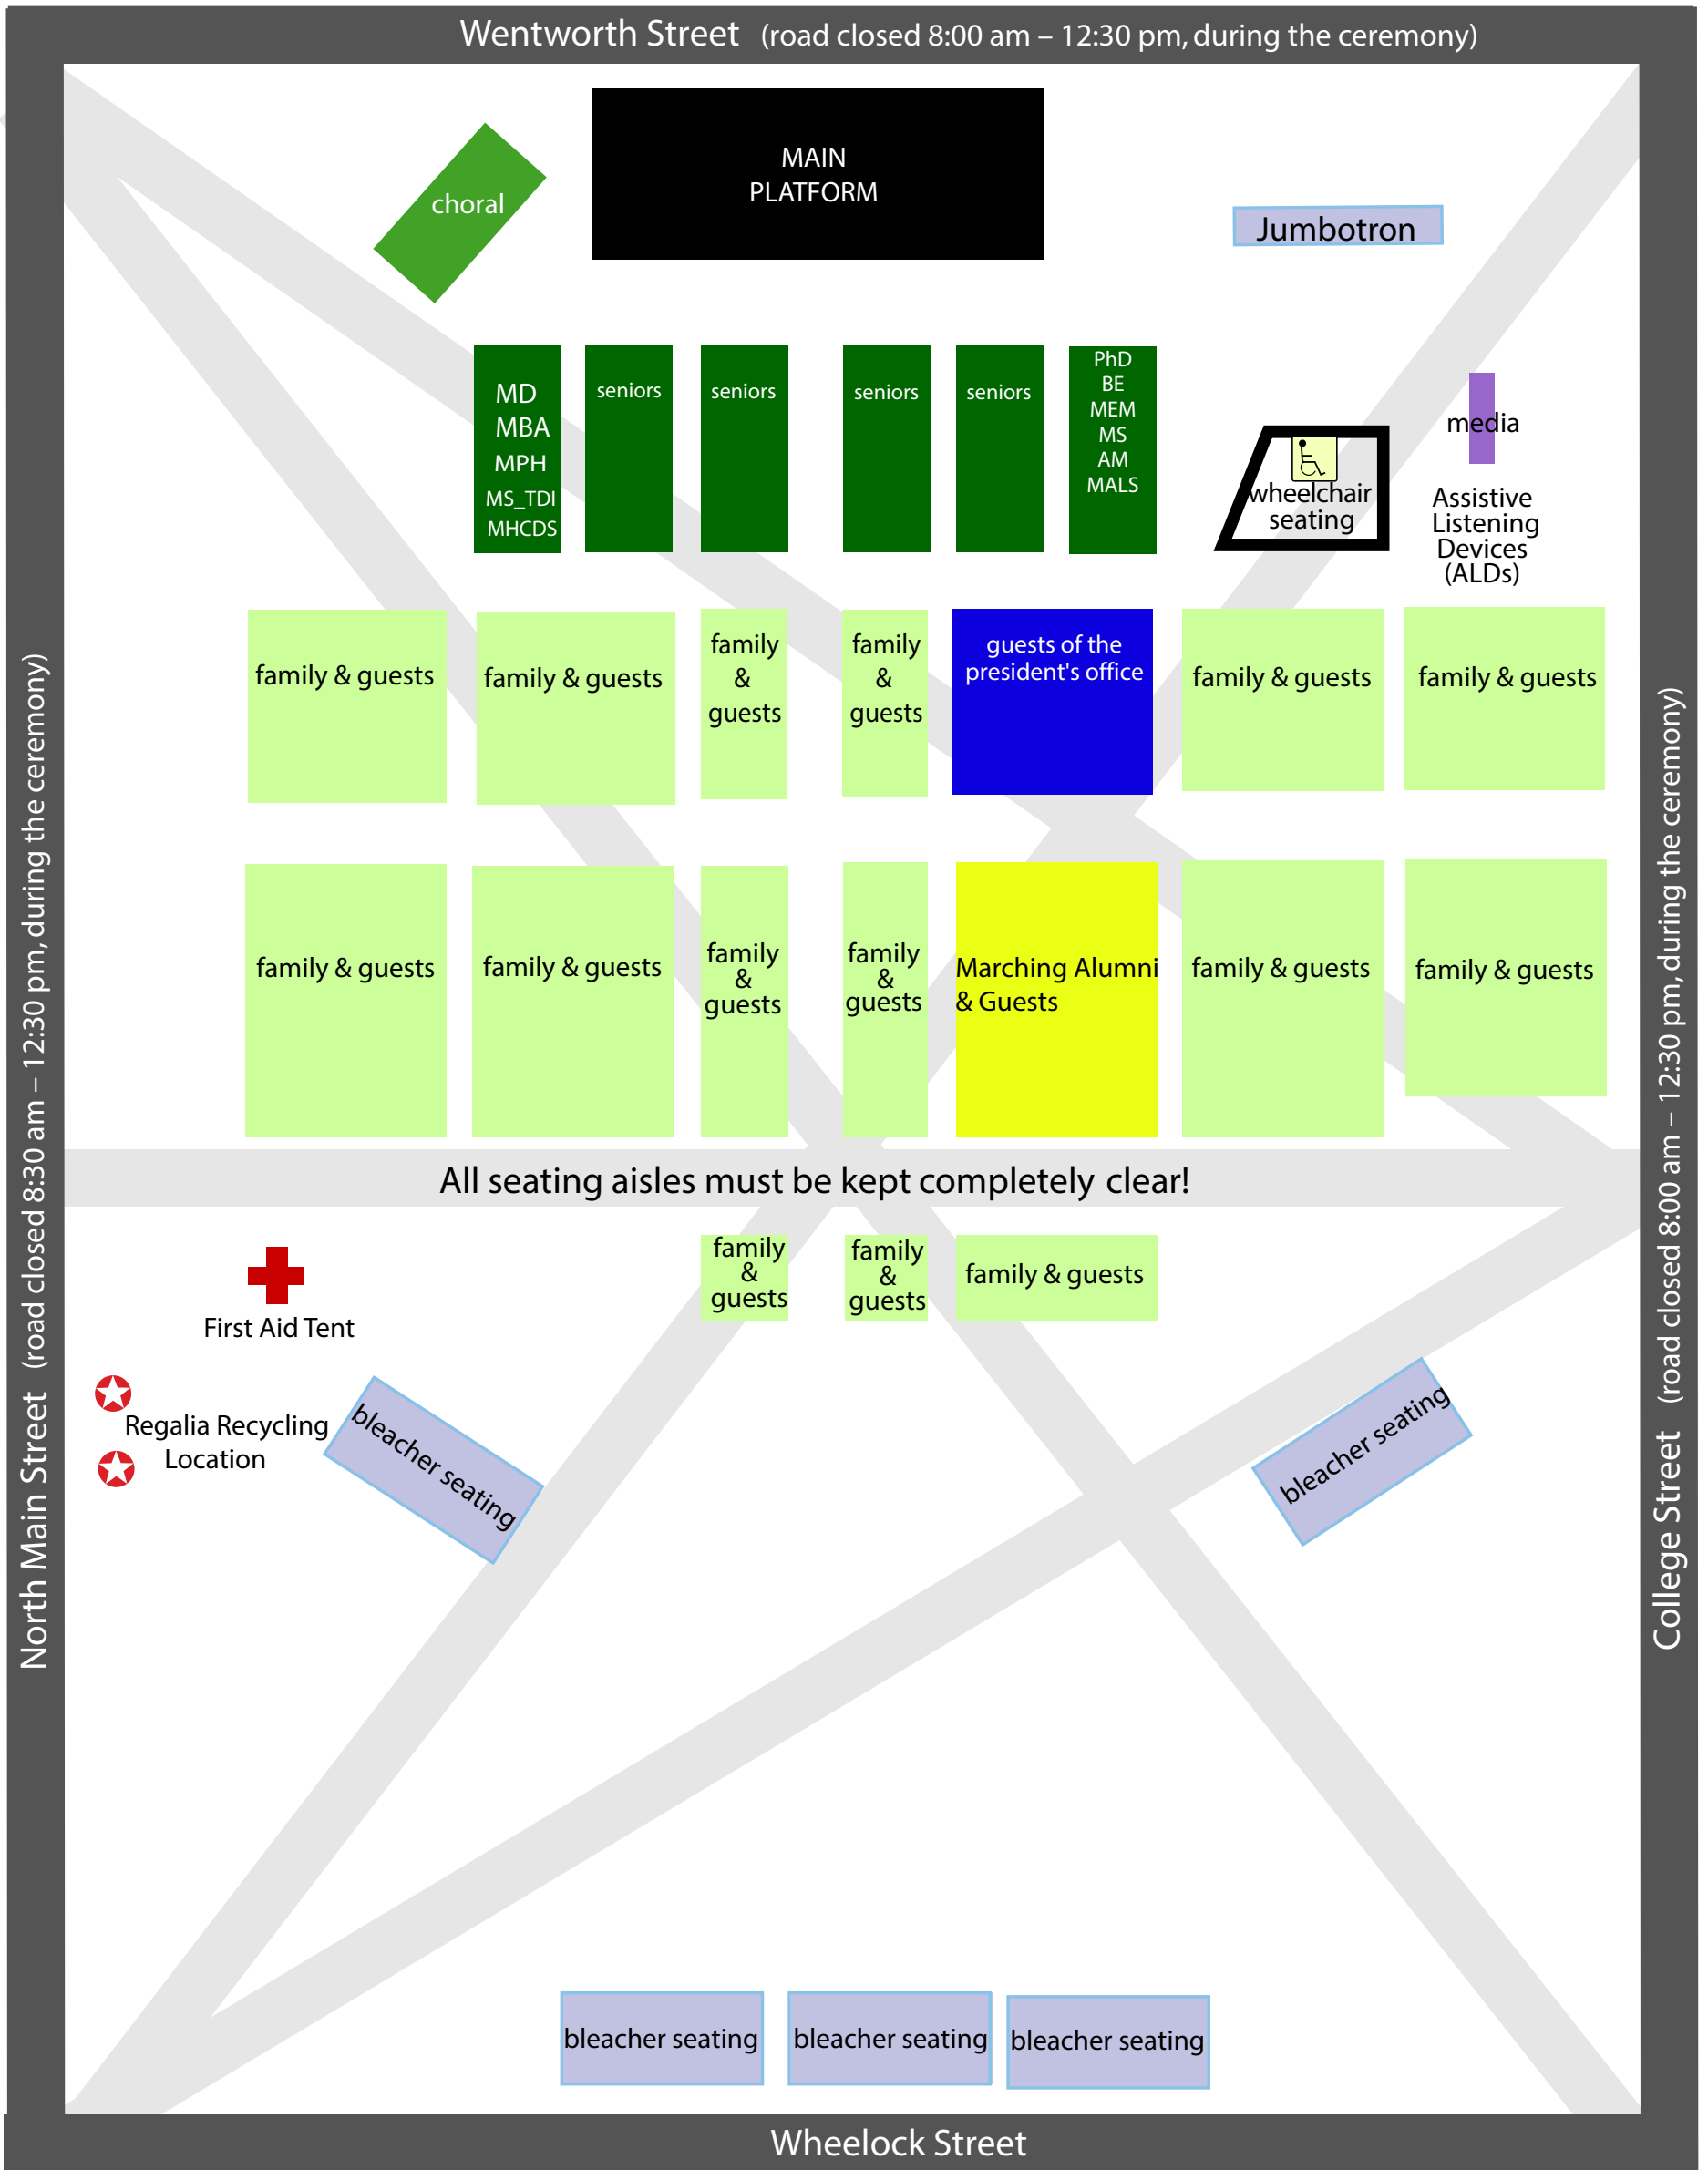 Wentworth Street (road closed 8:00 am – 12:30 pm, during the ceremony)
MAIN
PLATFORM
choral
Jumbotron
MD
MBA
MPH
MS_TDI
MHCDS
seniors
seniors
seniors
seniors
PhD
BE
MEM
MS
AM
MALS
wheelchair
seating
media
Assistive
Listening
Devices
(ALDs)
family & guests
family & guests
family
&
guests
family
&
guests
guests of the
president's office
family & guests
family & guests
family & guests
family & guests
family
&
guests
family
&
guests
Marching Alumni
& Guests
family & guests
family & guests
All seating aisles must be kept completely clear!
family
&
guests
family
&
guests
family & guests
First Aid Tent
Regalia Recycling
Location
bleacher seating
bleacher seating
North Main Street (road closed 8:30 am – 12:30 pm, during the ceremony)
College Street (road closed 8:00 am – 12:30 pm, during the ceremony)
bleacher seating
bleacher seating
bleacher seating
Wheelock Street